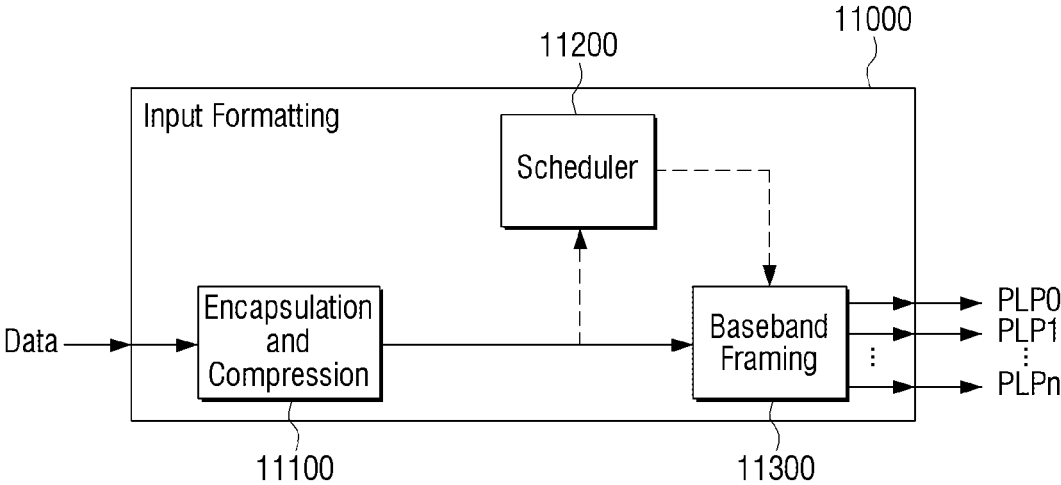 11000
11200
Input Formatting
Scheduler
Encapsulation
and
Compression
Baseband
Framing
Data
PLP0
PLP1
PLPn
11100
11300